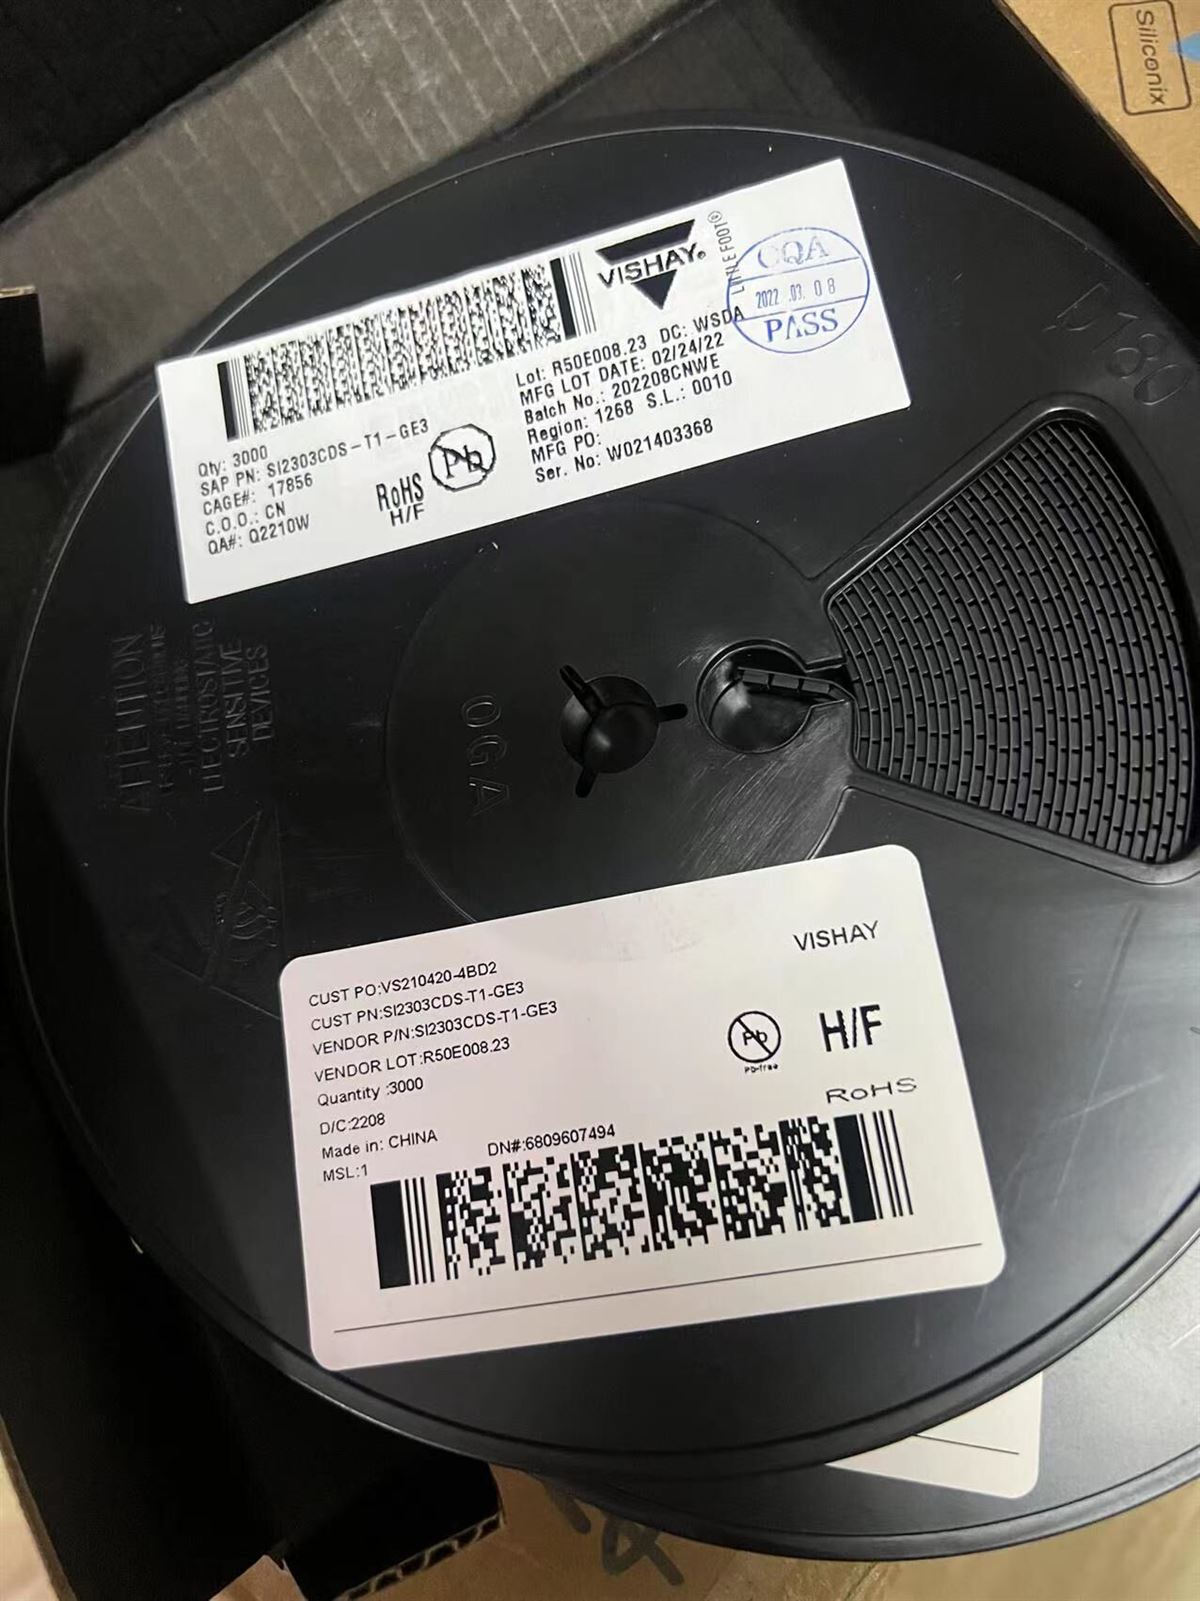 Siliconix
VISHAY®
LITTLE FOOT®
CQA
2022 .03. 08
PASS
Lot: R50E008.23 DC: WSDA
MFG LOT DATE: 02/24/22
Batch No.: 202208CNWE
Region: 1268 S.L.: 0010
MFG PO:
Ser. No: W021403368
Qty: 3000
SAP PN: SI2303CDS-T1-GE3
CAGE#: 17856
C.O.O.: CN
QA#: Q2210W
Pb
RoHS
H/F
D180
ATTENTION
ELECTROSTATIC
SENSITIVE
DEVICES
OGA
VISHAY
CUST PO:VS210420-4BD2
CUST PN:SI2303CDS-T1-GE3
VENDOR P/N:SI2303CDS-T1-GE3
VENDOR LOT:R50E008.23
Quantity :3000
D/C:2208
Made in: CHINA
MSL:1
DN#:6809607494
Pb
Pb-free
H/F
RoHS